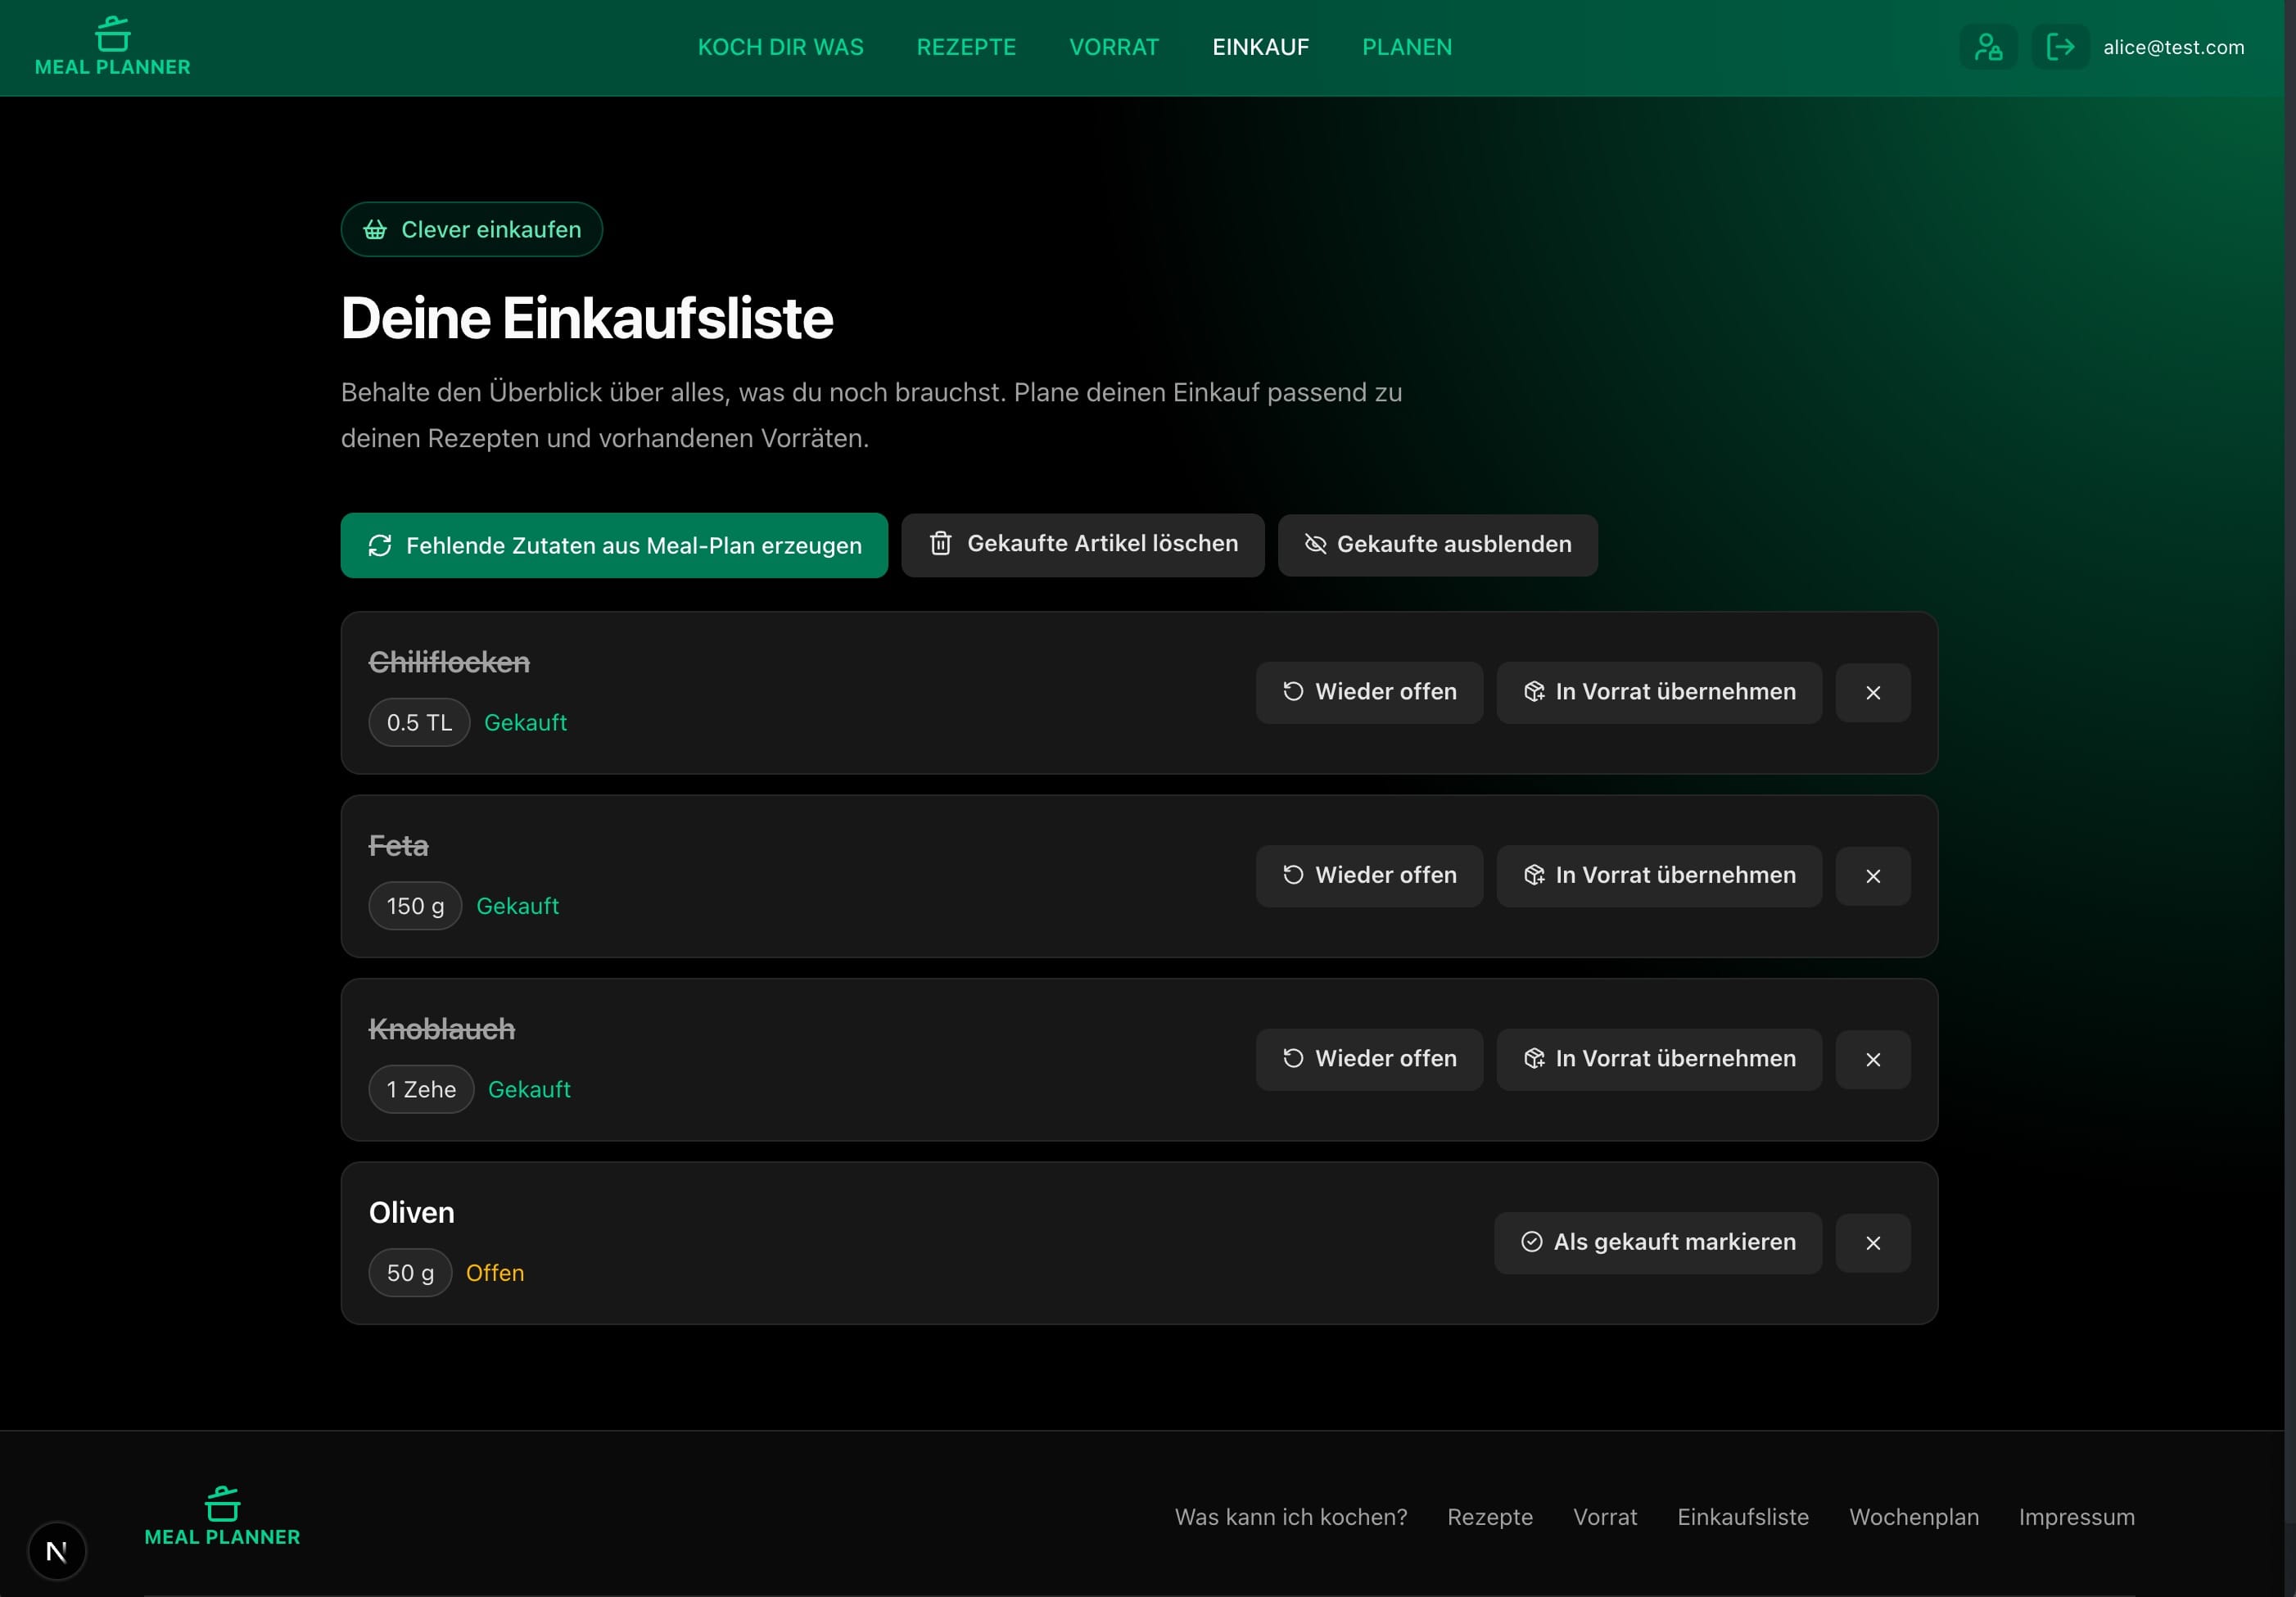 MEAL PLANNER
KOCH DIR WAS
REZEPTE
VORRAT
EINKAUF
PLANEN
alice@test.com
Clever einkaufen
Deine Einkaufsliste
Behalte den Überblick über alles, was du noch brauchst. Plane deinen Einkauf passend zu
deinen Rezepten und vorhandenen Vorräten.
Fehlende Zutaten aus Meal-Plan erzeugen
Gekaufte Artikel löschen
Gekaufte ausblenden
Chiliflocken
0.5 TL
Gekauft
Wieder offen
In Vorrat übernehmen
Feta
150 g
Gekauft
Wieder offen
In Vorrat übernehmen
Knoblauch
1 Zehe
Gekauft
Wieder offen
In Vorrat übernehmen
Oliven
50 g
Offen
Als gekauft markieren
MEAL PLANNER
Was kann ich kochen?
Rezepte
Vorrat
Einkaufsliste
Wochenplan
Impressum
N